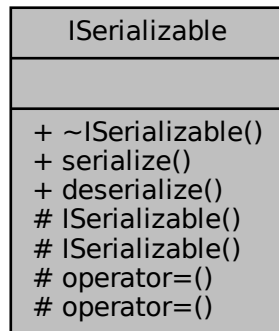 ISerializable
+ ~ISerializable()
+ serialize()
+ deserialize()
# ISerializable()
# ISerializable()
# operator=()
# operator=()